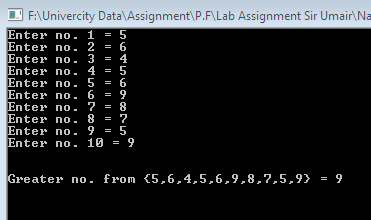 F:\Univercity Data\Assignment\P.F\Lab Assignment Sir Umair\Na
Enter no. 1 = 5
Enter no. 2 = 6
Enter no. 3 = 4
Enter no. 4 = 5
Enter no. 5 = 6
Enter no. 6 = 9
Enter no. 7 = 8
Enter no. 8 = 7
Enter no. 9 = 5
Enter no. 10 = 9
Greater no. from {5,6,4,5,6,9,8,7,5,9} = 9